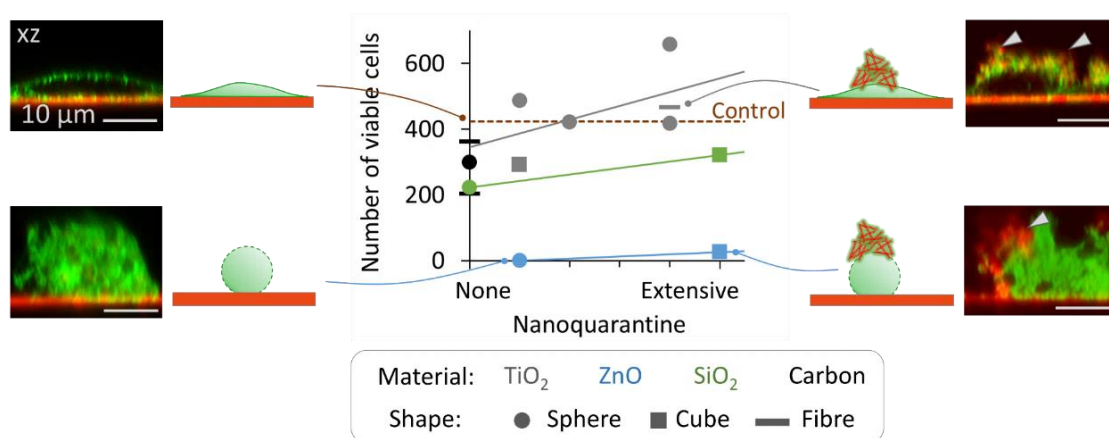 xz
10 μm
Number of viable cells
600
400
200
0
Control
None
Extensive
Nanoquarantine
Material: TiO₂ ZnO SiO₂ Carbon
Shape: Sphere Cube Fibre